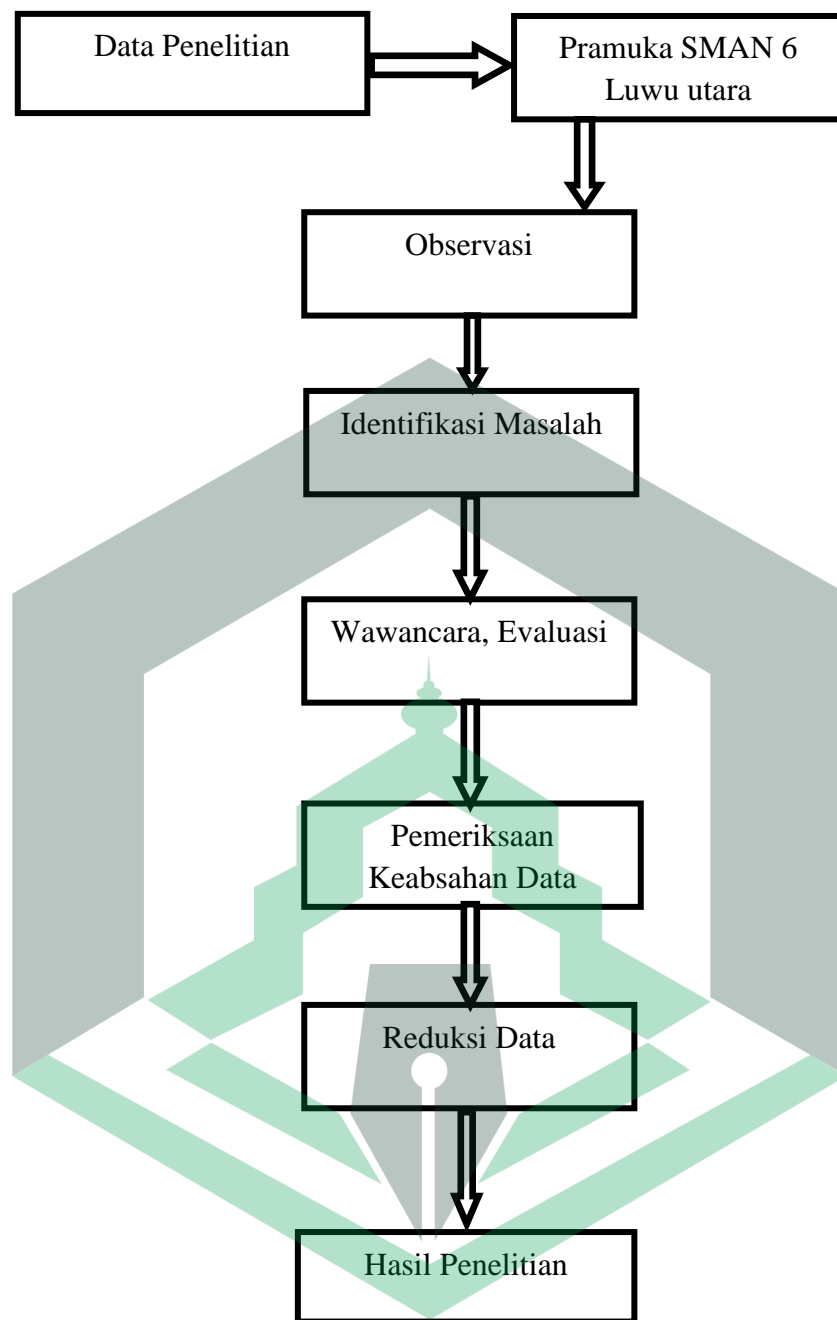 Data Penelitian
Pramuka SMAN 6
Luwu utara
Observasi
Identifikasi Masalah
Wawancara, Evaluasi
Pemeriksaan
Keabsahan Data
Reduksi Data
Hasil Penelitian